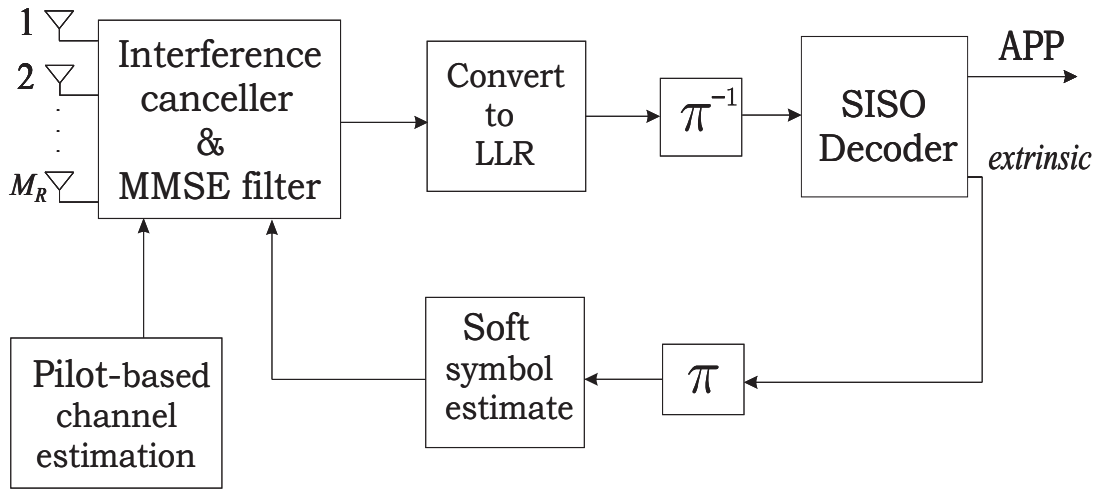 1
2
M_R
Interference
canceller
&
MMSE filter
Convert
to
LLR
π⁻¹
SISO
Decoder
APP
extrinsic
Pilot-based
channel
estimation
Soft
symbol
estimate
π